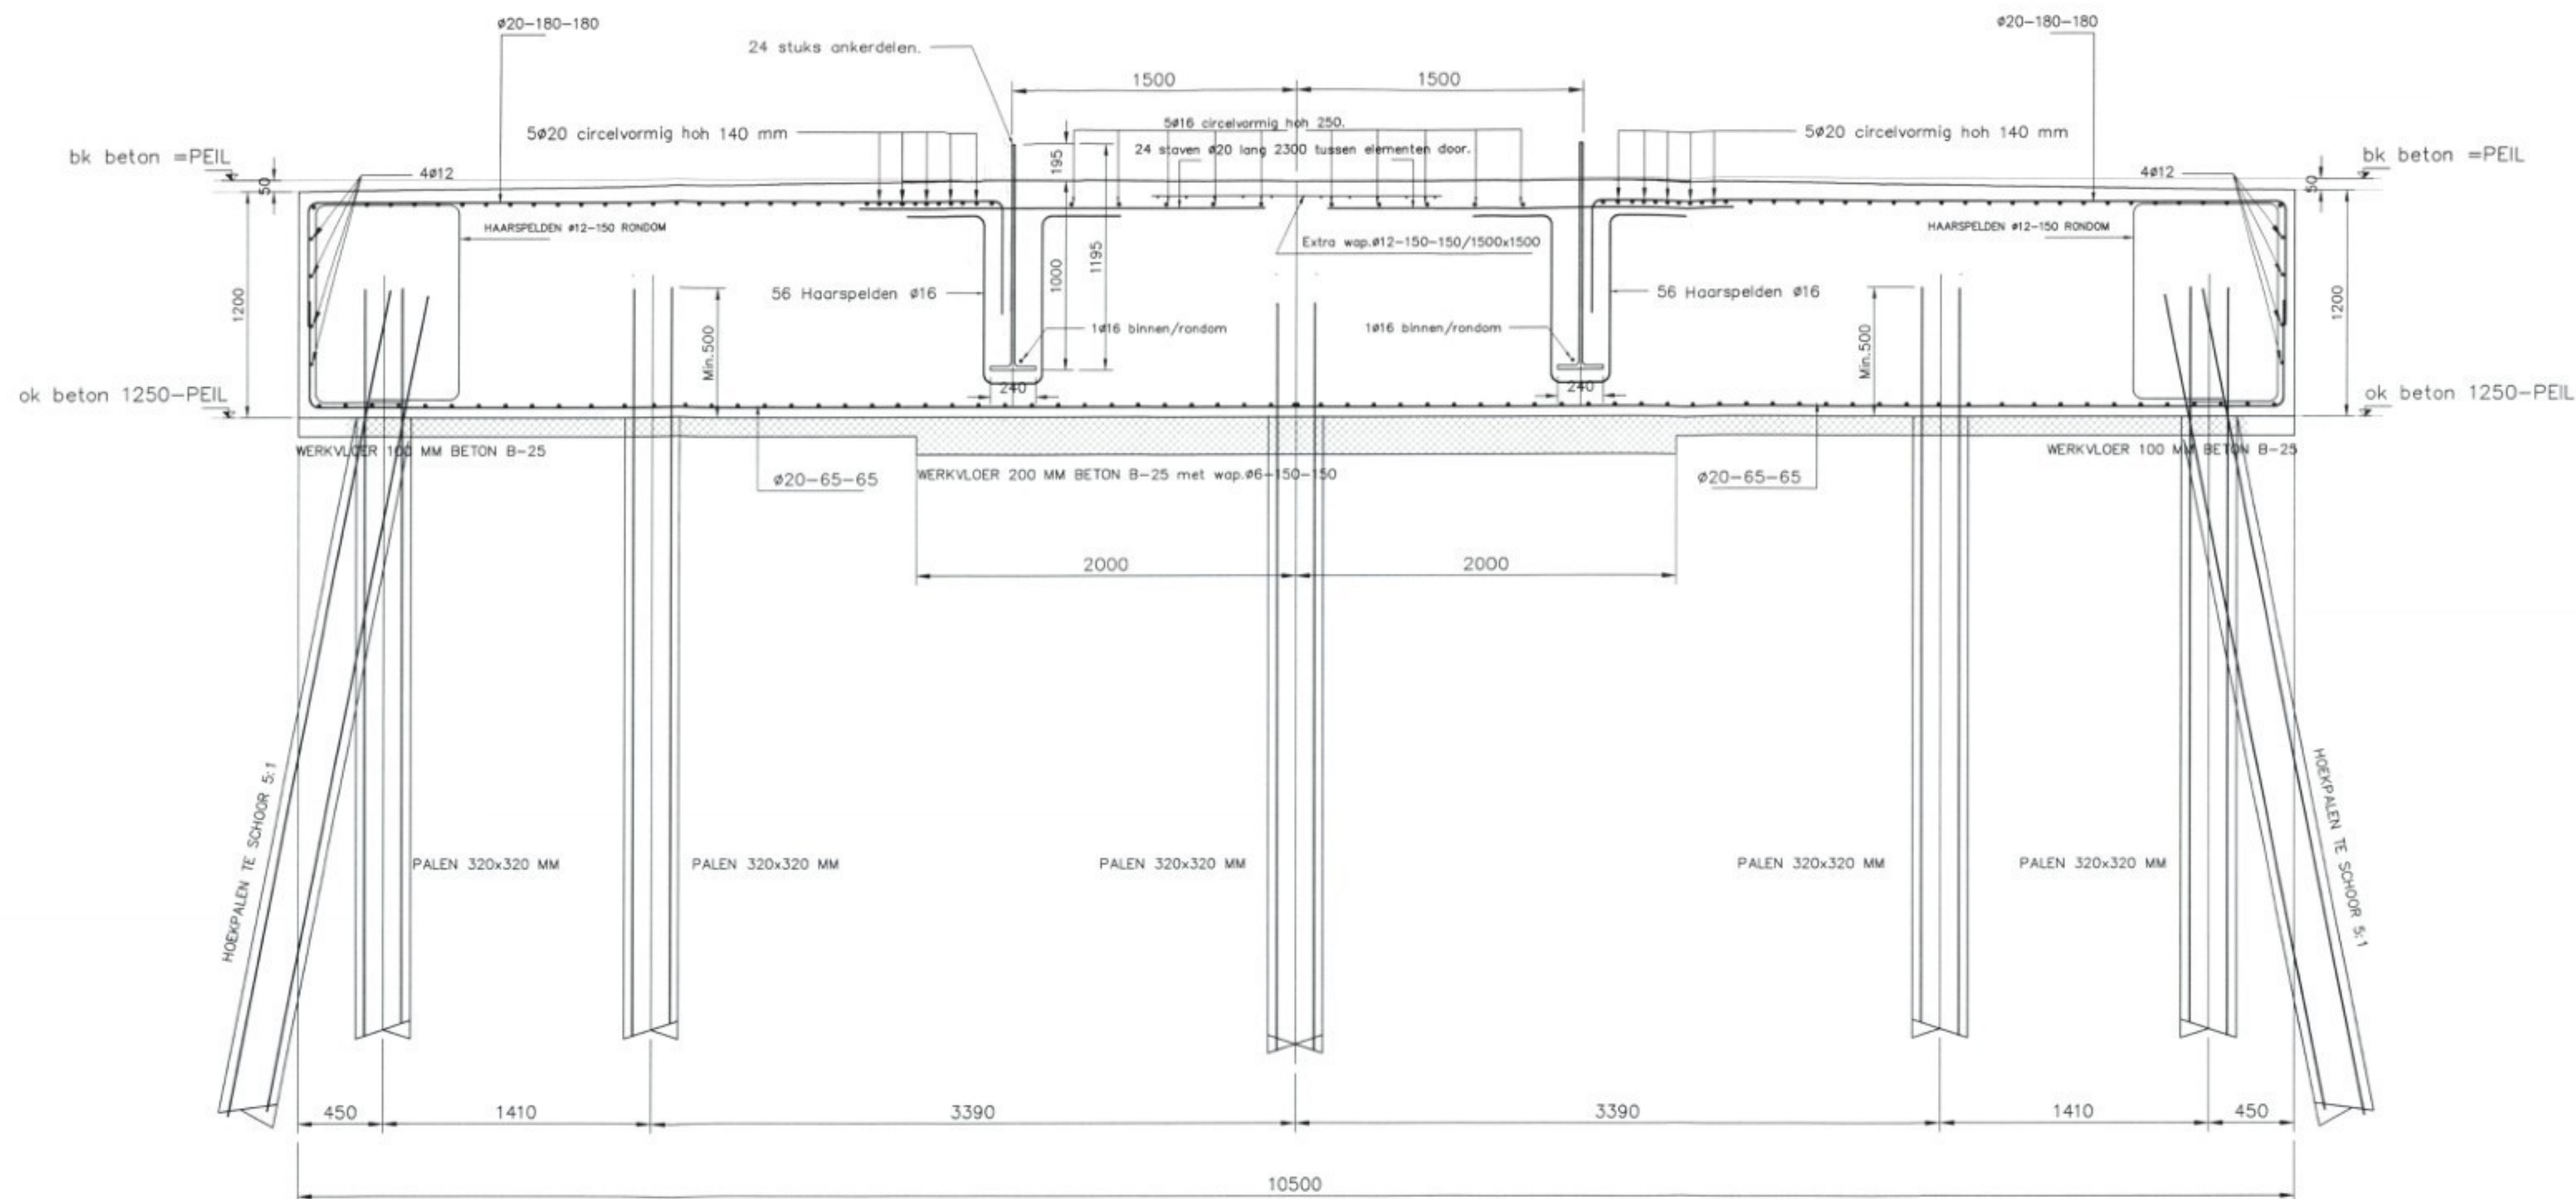 ø20-180-180
ø20-180-180
24 stuks ankerdelen.
1500
1500
5ø20 circelvormig hoh 140 mm
5ø16 circelvormig hoh 250.
5ø20 circelvormig hoh 140 mm
bk beton =PEIL
195
24 staven ø20 lang 2300 tussen elementen door.
bk beton =PEIL
50
4ø12
4ø12
50
HAARSPELDEN ø12-150 RONDOM
HAARSPELDEN ø12-150 RONDOM
Extra wap.ø12-150-150/1500x1500
1200
56 Haarspelden ø16
1000
1195
56 Haarspelden ø16
1200
Min.500
1ø16 binnen/rondom
1ø16 binnen/rondom
Min.500
ok beton 1250-PEIL
240
240
ok beton 1250-PEIL
WERKVLOER 100 MM BETON B-25
WERKVLOER 100 MM BETON B-25
ø20-65-65
WERKVLOER 200 MM BETON B-25 met wap.ø6-150-150
ø20-65-65
2000
2000
HOEKPALEN TE SCHOOR 5:1
HOEKPALEN TE SCHOOR 5:1
PALEN 320x320 MM
PALEN 320x320 MM
PALEN 320x320 MM
PALEN 320x320 MM
PALEN 320x320 MM
450
1410
3390
3390
1410
450
10500